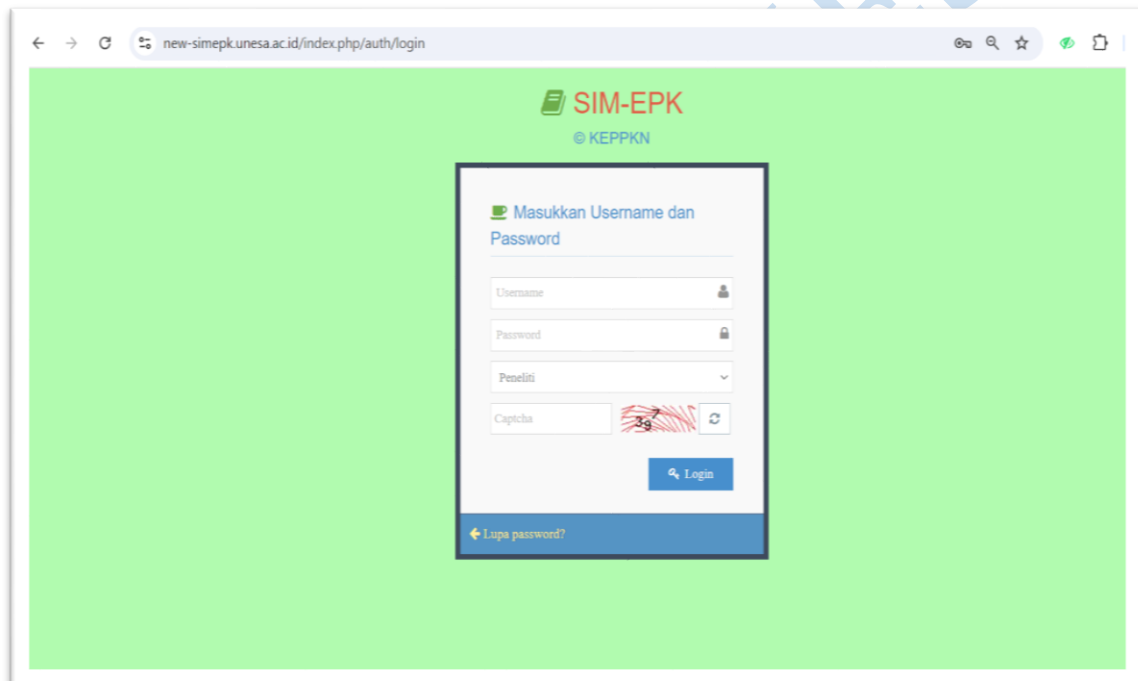 new-simepk.unesa.ac.id/index.php/auth/login
SIM-EPK
© KEPPKN
Masukkan Username dan
Password
Username
Password
Peneliti
Captcha
397
Login
Lupa password?